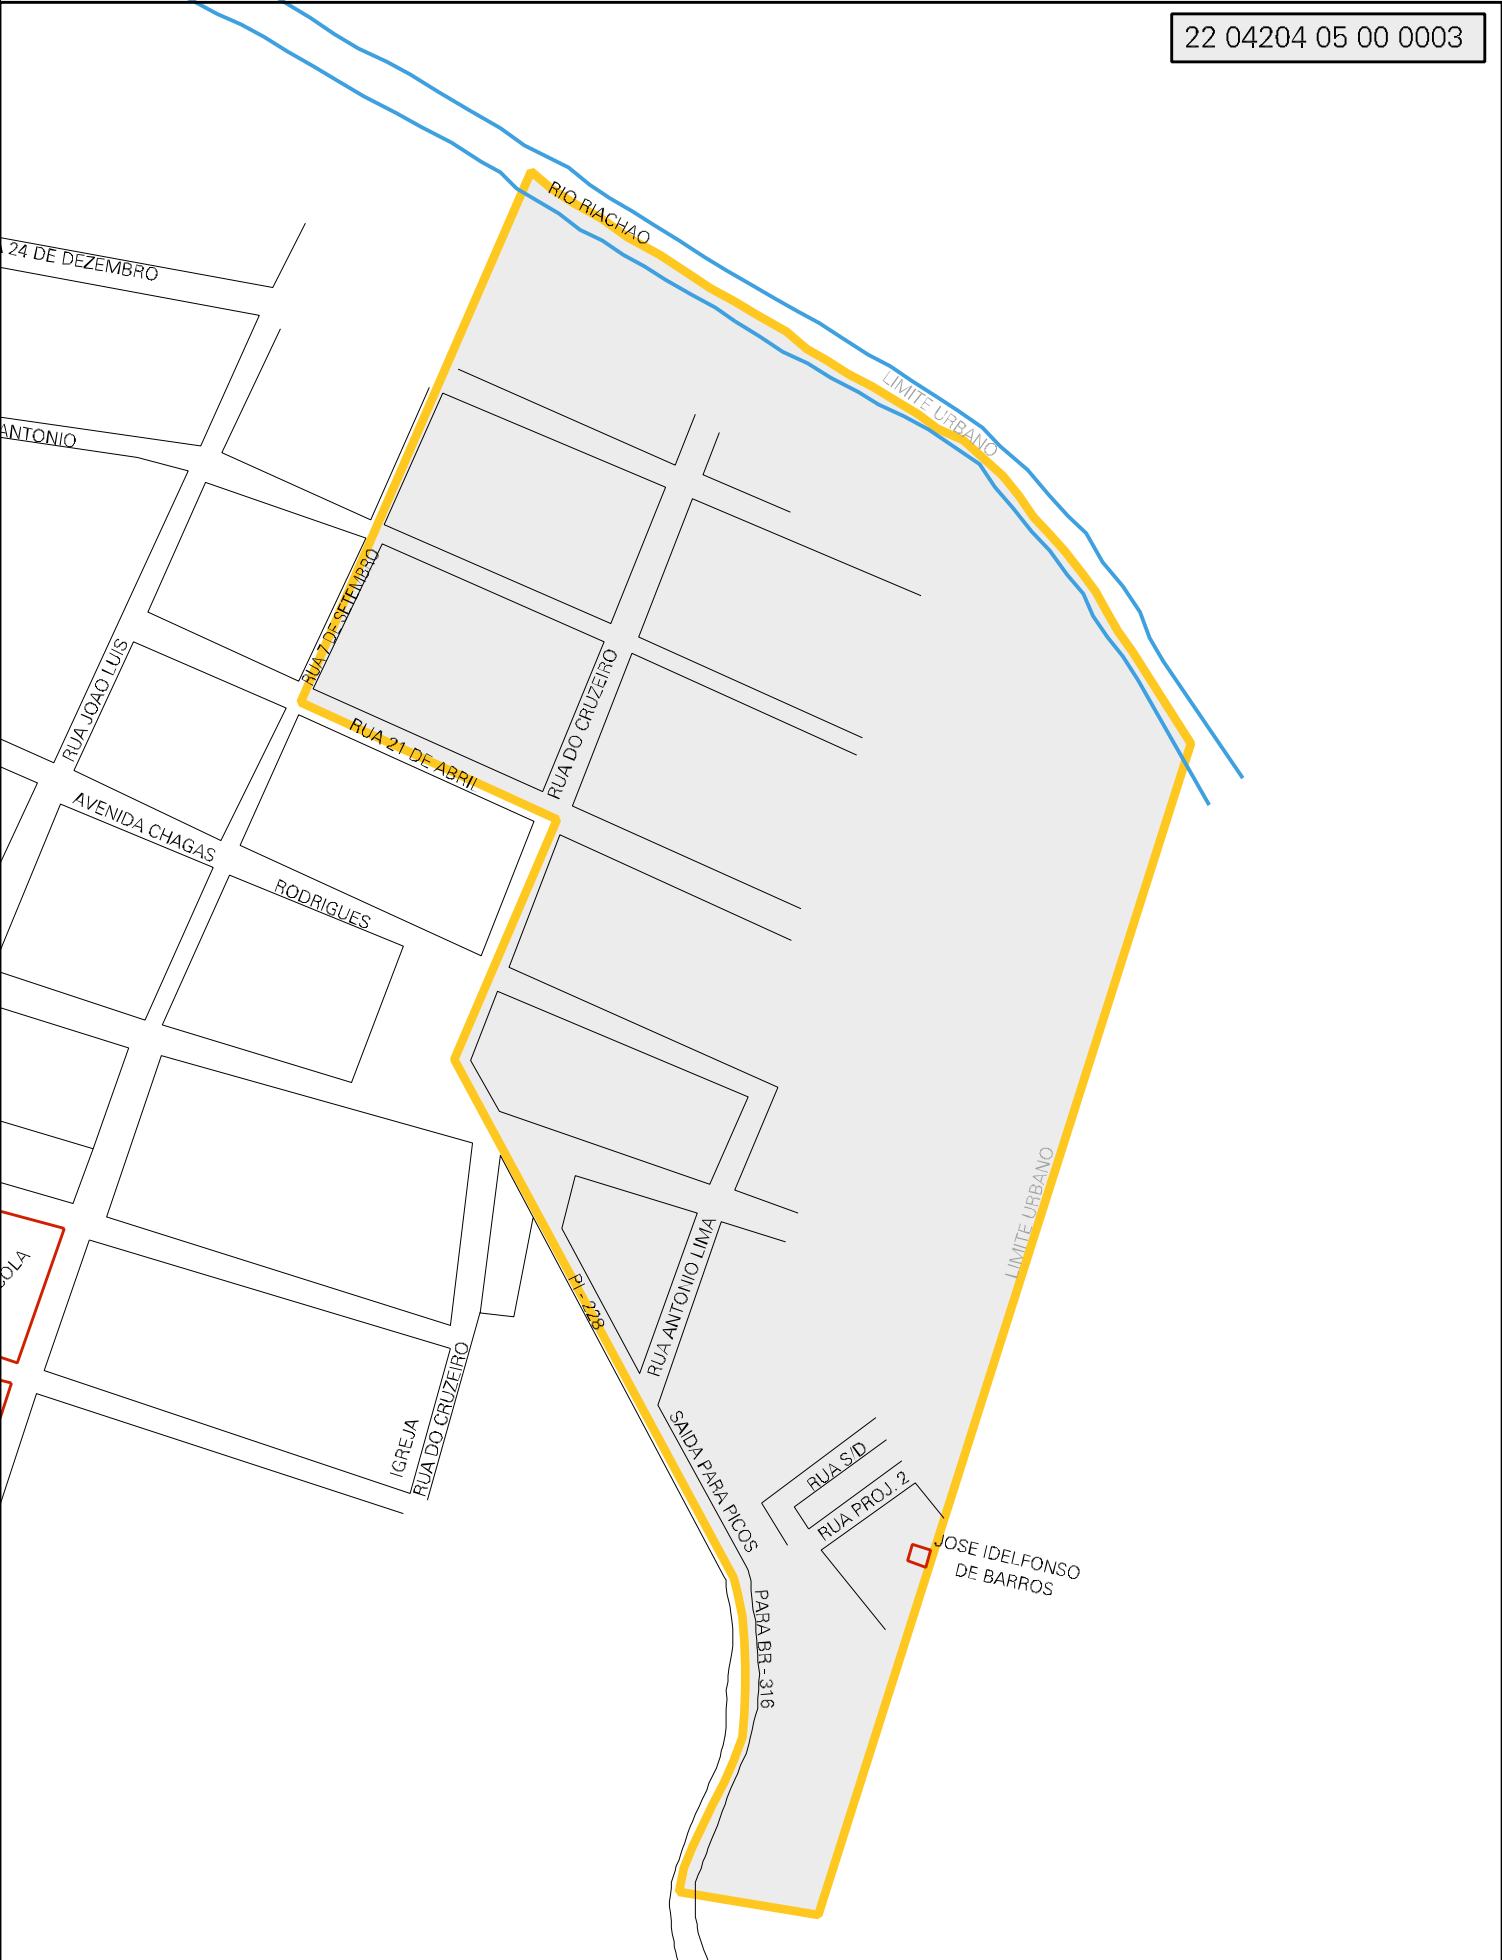 22 04204 05 00 0003
RIO RIACHAO
24 DE DEZEMBRO
LIMITE URBANO
ANTONIO
RUA 7 DE SETEMBRO
RUA JOAO LUIS
RUA DO CRUZEIRO
RUA 21 DE ABRIl
AVENIDA CHAGAS
RODRIGUES
LIMITE URBANO
RUA ANTONIO LIMA
COLA
PI - 228
RUA DO CRUZEIRO
IGREJA
SAIDA PARA PICOS
RUA S/D
RUA PROJ. 2
JOSE IDELFONSO
DE BARROS
PARA BR - 316